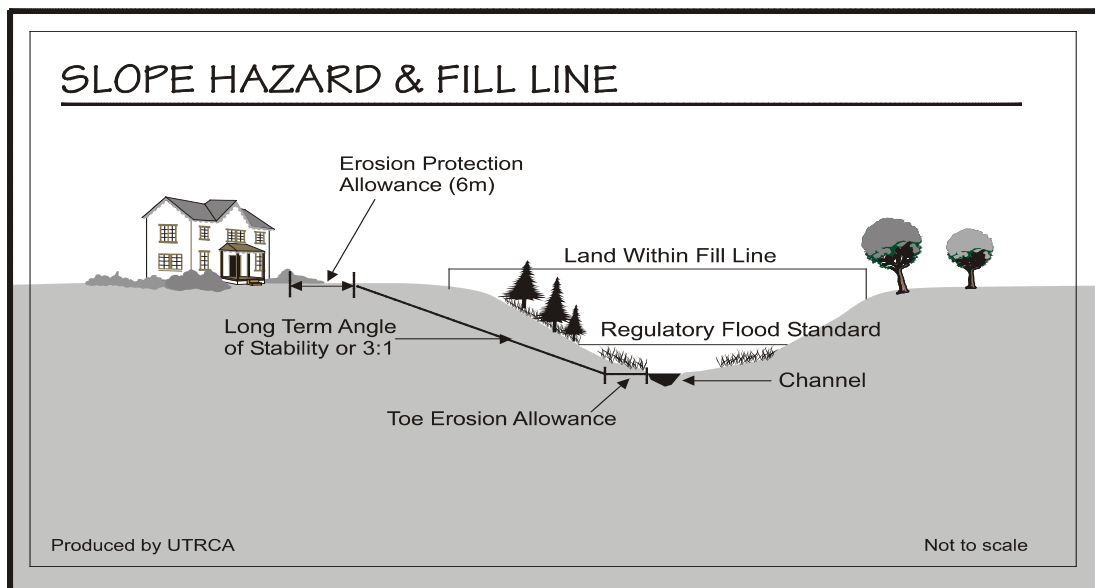 SLOPE HAZARD & FILL LINE
Erosion Protection
Allowance (6m)
Land Within Fill Line
Long Term Angle
of Stability or 3:1
Regulatory Flood Standard
Channel
Toe Erosion Allowance
Produced by UTRCA
Not to scale